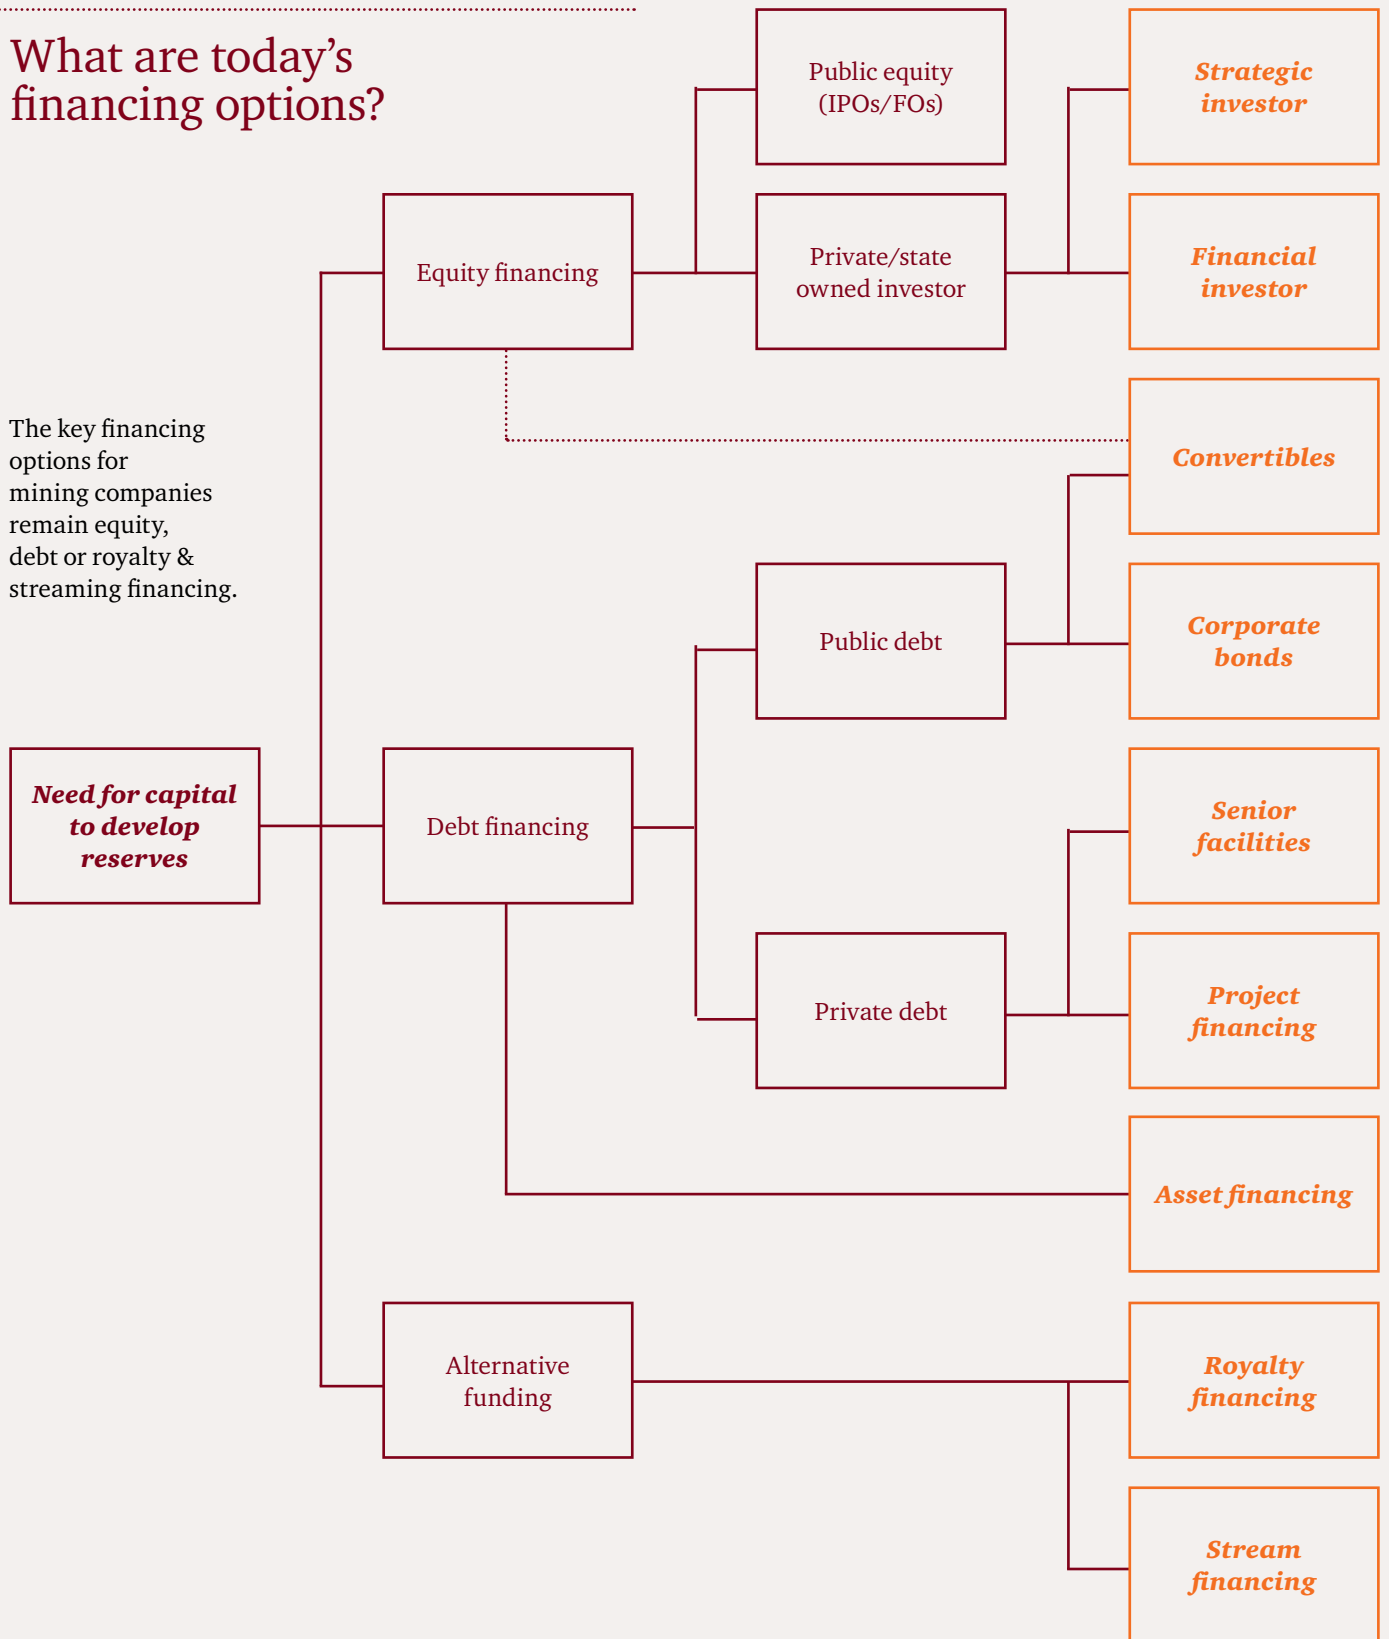 What are today’s
financing options?
The key financing
options for
mining companies
remain equity,
debt or royalty &
streaming financing.
Need for capital
to develop
reserves
Equity financing
Public equity
(IPOs/FOs)
Private/state
owned investor
Strategic
investor
Financial
investor
Convertibles
Debt financing
Public debt
Corporate
bonds
Private debt
Senior
facilities
Project
financing
Asset financing
Alternative
funding
Royalty
financing
Stream
financing